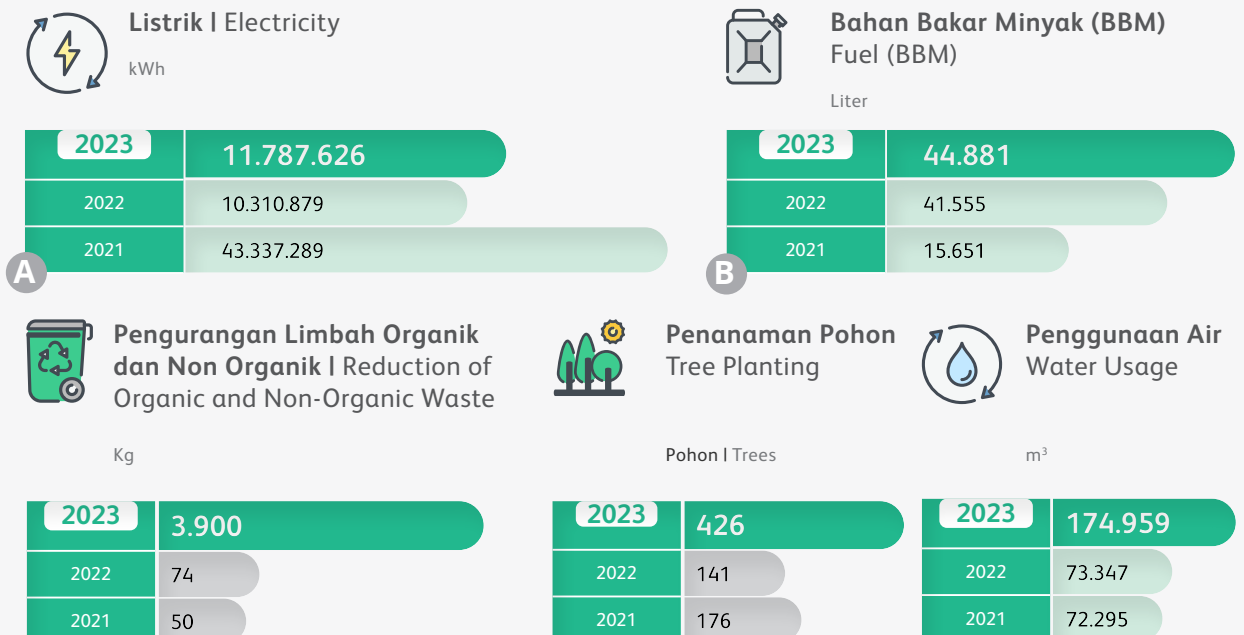 Listrik | Electricity
kWh
2023 11.787.626
2022 10.310.879
2021 43.337.289
A
Bahan Bakar Minyak (BBM)
Fuel (BBM)
Liter
2023 44.881
2022 41.555
2021 15.651
B
Pengurangan Limbah Organik
dan Non Organik | Reduction of
Organic and Non-Organic Waste
Kg
2023 3.900
2022 74
2021 50
Penanaman Pohon
Tree Planting
Pohon | Trees
2023 426
2022 141
2021 176
Penggunaan Air
Water Usage
m³
2023 174.959
2022 73.347
2021 72.295